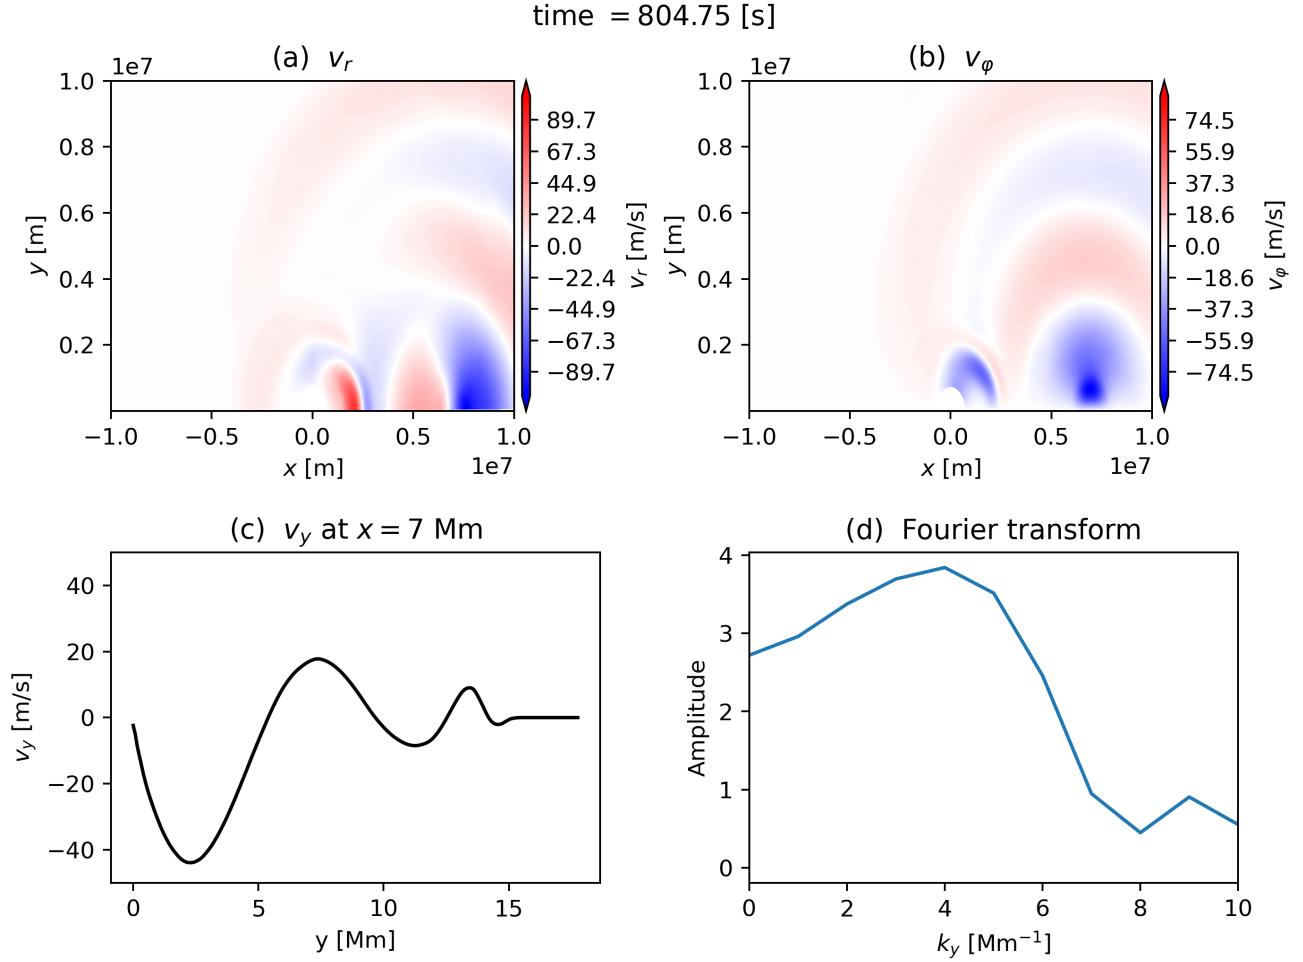 time = 804.75 [s]
(a) v_r
1e7
1.0
0.8
0.6
0.4
0.2
y [m]
−1.0 −0.5 0.0 0.5 1.0
x [m]
1e7
89.7
67.3
44.9
22.4
0.0
−22.4
−44.9
−67.3
−89.7
v_r [m/s]
(b) v_φ
1e7
1.0
0.8
0.6
0.4
0.2
y [m]
−1.0 −0.5 0.0 0.5 1.0
x [m]
1e7
74.5
55.9
37.3
18.6
0.0
−18.6
−37.3
−55.9
−74.5
v_φ [m/s]
(c) v_y at x = 7 Mm
40
20
0
−20
−40
v_y [m/s]
0 5 10 15
y [Mm]
(d) Fourier transform
4
3
2
1
0
Amplitude
0 2 4 6 8 10
k_y [Mm⁻¹]